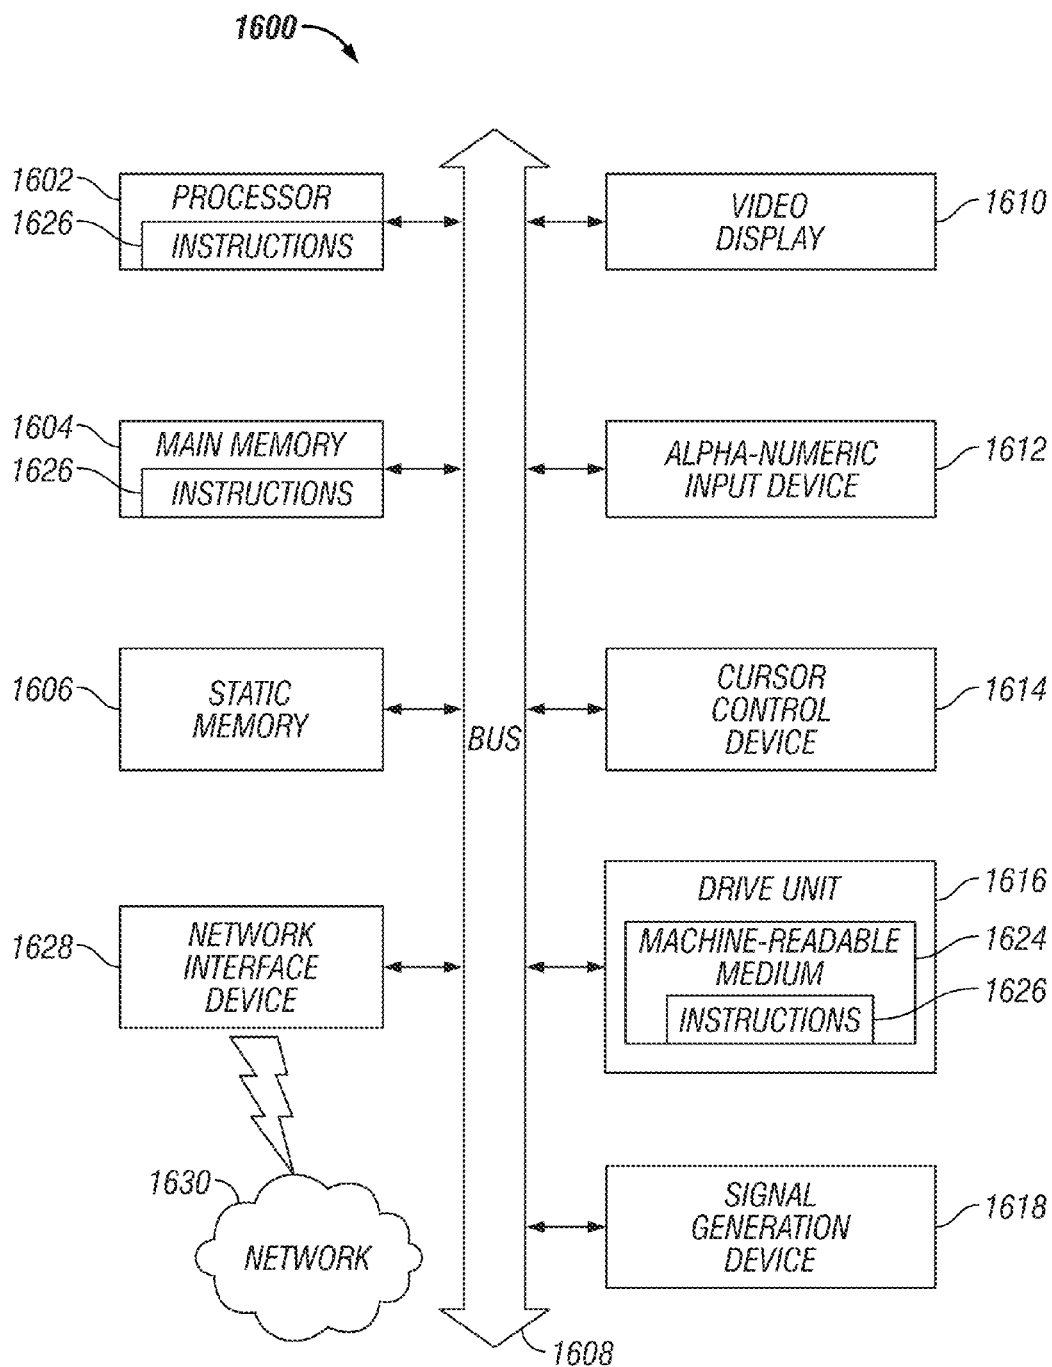 1600
1602
PROCESSOR
1626
INSTRUCTIONS
1604
MAIN MEMORY
1626
INSTRUCTIONS
1606
STATIC
MEMORY
1628
NETWORK
INTERFACE
DEVICE
1630
NETWORK
BUS
1608
VIDEO
DISPLAY
1610
ALPHA-NUMERIC
INPUT DEVICE
1612
CURSOR
CONTROL
DEVICE
1614
DRIVE UNIT
1616
MACHINE-READABLE
MEDIUM
1624
INSTRUCTIONS
1626
SIGNAL
GENERATION
DEVICE
1618